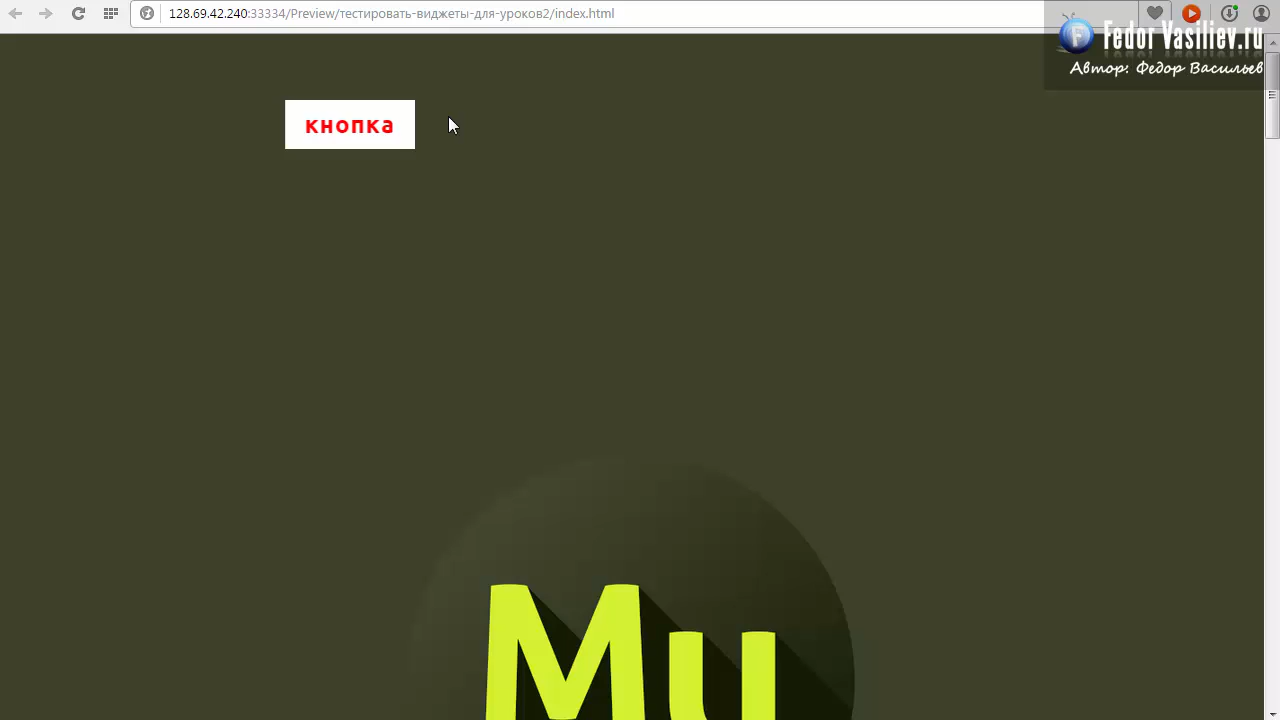 128.69.42.240:33334/Preview/тестировать-виджеты-для-уроков2/index.html
Fedor Vasiliev.ru
Автор: Федор Васильев
кнопка
Mu